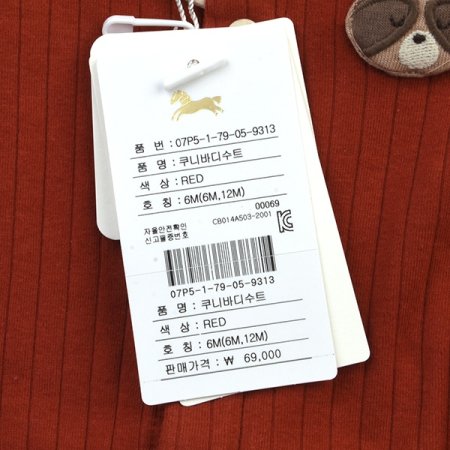 품 번 : 07P5-1-79-05-9313
품 명 : 쿠니바디수트
색 상 : RED
호 칭 : 6M(6M,12M)
00069
자율안전확인
신고필증번호 CB014A503-2001
07P5-1-79-05-9313
품 명 : 쿠니바디수트
색 상 : RED
호 칭 : 6M(6M,12M)
판매가격 : ₩ 69,000